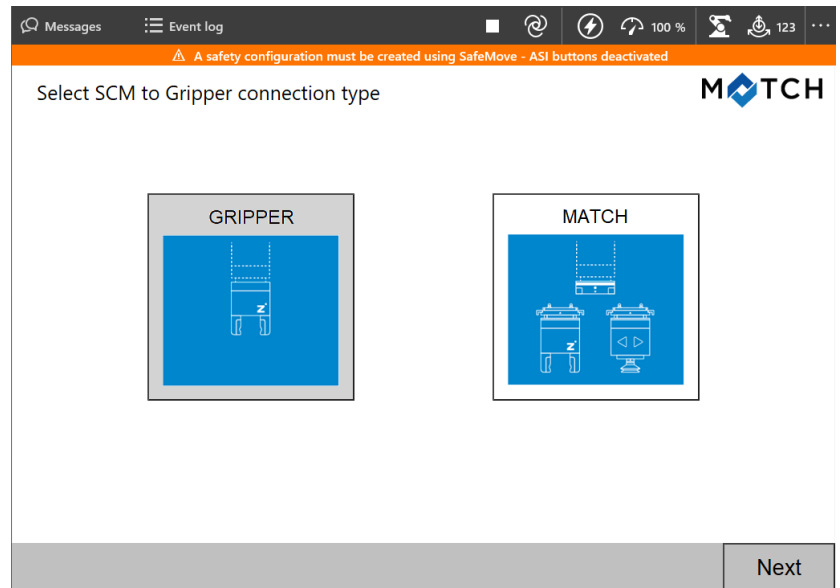 Messages
Event log
100 %
123
A safety configuration must be created using SafeMove - ASI buttons deactivated
Select SCM to Gripper connection type
MATCH
GRIPPER
MATCH
Z
Z
Next